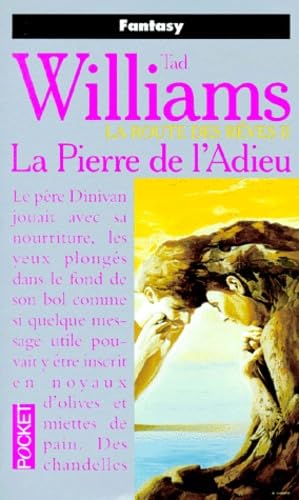 Fantasy
Tad
Williams
LA ROUTE DES RÊVES II
La Pierre de l'Adieu
Le père Dinivan
jouait avec sa
nourriture, les
yeux plongés
dans le fond de
son bol comme
si quelque mes-
sage utile pou-
vait y être inscrit
en noyaux
d'olives et
miettes de
pain. Des
chandelles
POCKET